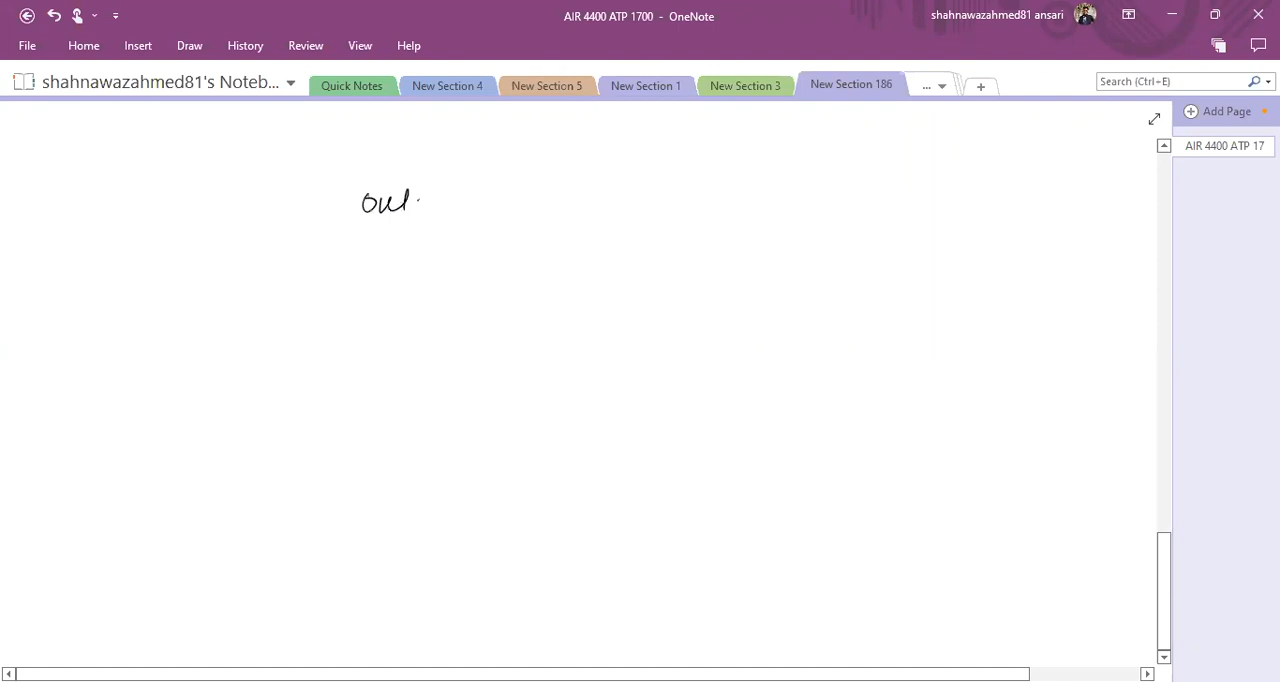 AIR 4400 ATP 1700 - OneNote
shahnawazahmed81 ansari
File Home Insert Draw History Review View Help
shahnawazahmed81's Noteb... Quick Notes New Section 4 New Section 5 New Section 1 New Section 3 New Section 186 ... + Search (Ctrl+E)
Add Page
AIR 4400 ATP 17